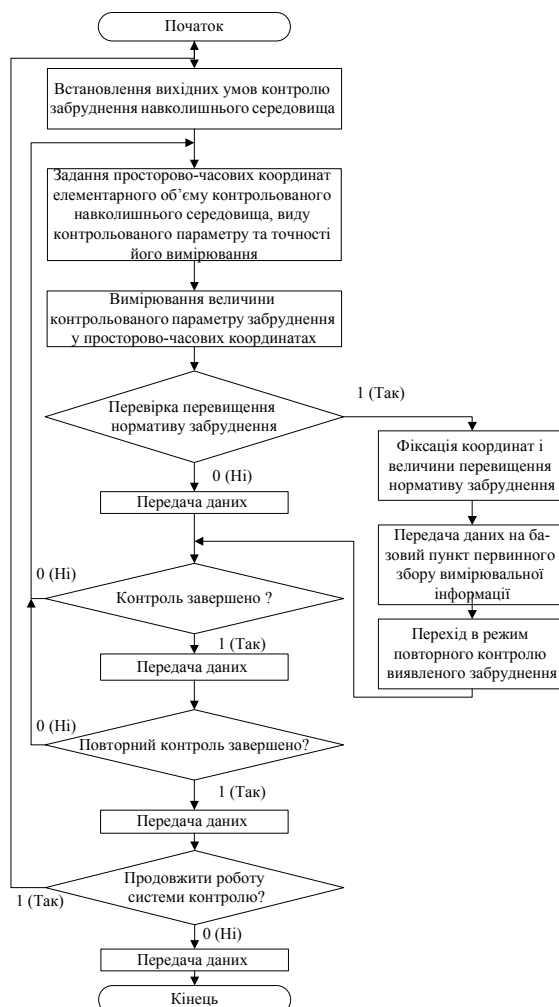 Початок
Встановлення вихідних умов контролю
забруднення навколишнього середовища
Задання просторово-часових координат
елементарного об’єму контрольованого
навколишнього середовища, виду
контрольованого параметру та точності
його вимірювання
Вимірювання величини
контрольованого параметру забруднення
у просторово-часових координатах
Перевірка перевищення
нормативу забруднення
1 (Так)
Фіксація координат і
величини перевищення
нормативу забруднення
0 (Ні)
Передача даних
Передача даних на ба-
зовий пункт первинного
збору вимірювальної
інформації
0 (Ні)
Контроль завершено ?
Перехід в режим
повторного контролю
виявленого забруднення
1 (Так)
Передача даних
0 (Ні)
Повторний контроль завершено?
1 (Так)
Передача даних
Продовжити роботу
системи контролю?
1 (Так)
0 (Ні)
Передача даних
Кінець